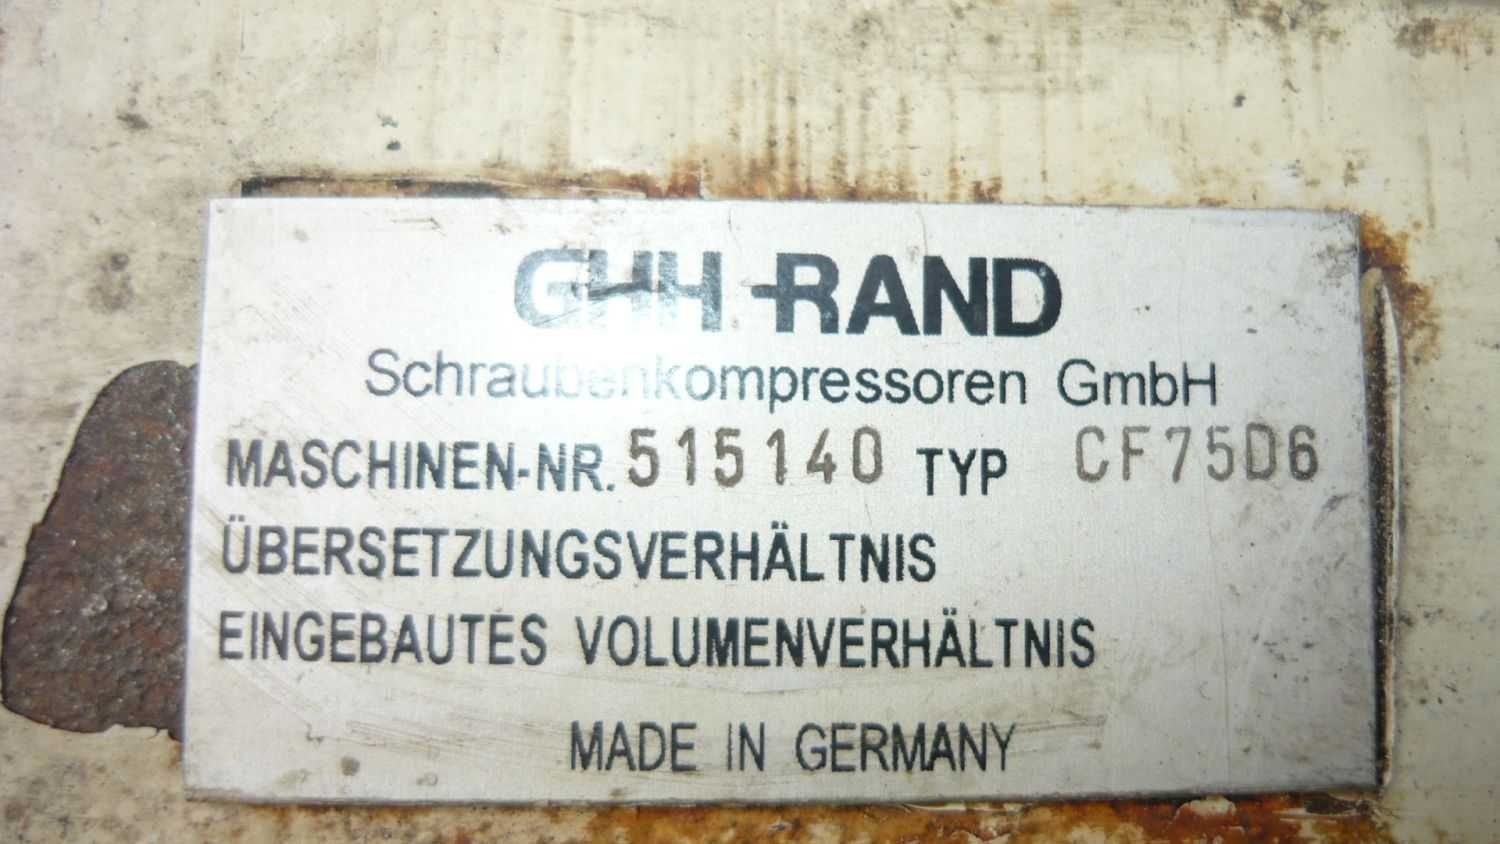 GHH-RAND
Schraubenkompressoren GmbH
MASCHINEN-NR. 515140 TYP CF75D6
ÜBERSETZUNGSVERHÄLTNIS
EINGEBAUTES VOLUMENVERHÄLTNIS
MADE IN GERMANY